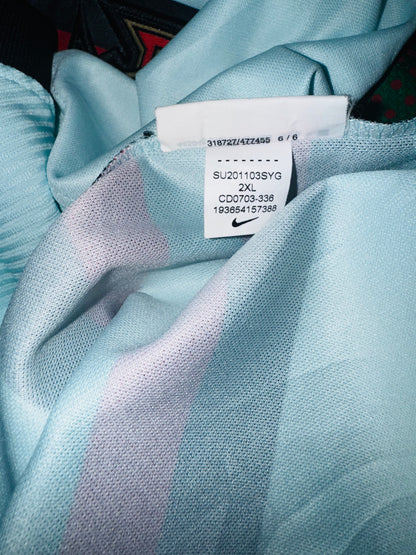 318727/477455 6 / 6
SU201103SYG
2XL
CD0703-336
193654157388